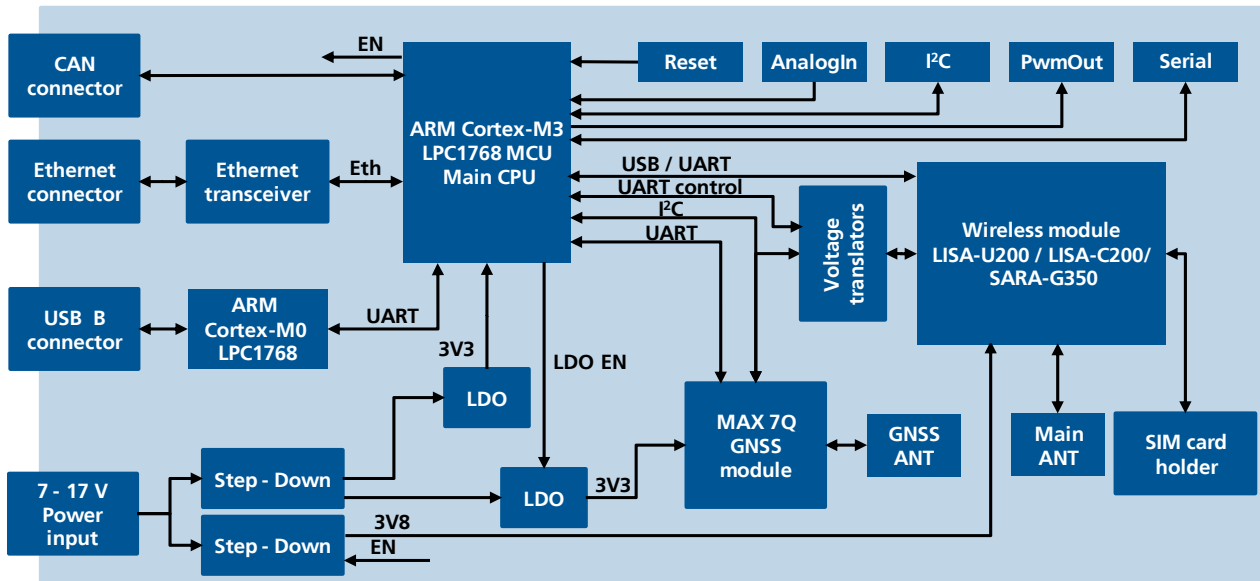 EN
CAN
connector
ARM Cortex-M3
LPC1768 MCU
Main CPU
Reset
AnalogIn
I²C
PwmOut
Serial
Ethernet
connector
Ethernet
transceiver
Eth
USB / UART
UART control
I²C
UART
Voltage
translators
Wireless module
LISA-U200 / LISA-C200/
SARA-G350
USB B
connector
ARM
Cortex-M0
LPC1768
UART
3V3
LDO EN
LDO
MAX 7Q
GNSS
module
GNSS
ANT
Main
ANT
SIM card
holder
7 - 17 V
Power
input
Step - Down
LDO
3V3
Step - Down
3V8
EN